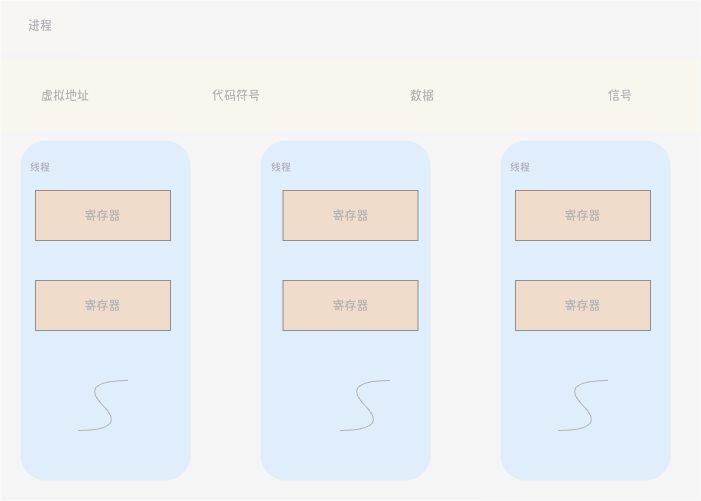 进程
虚拟地址 代码符号 数据 信号
线程 线程 线程
寄存器 寄存器 寄存器
寄存器 寄存器 寄存器